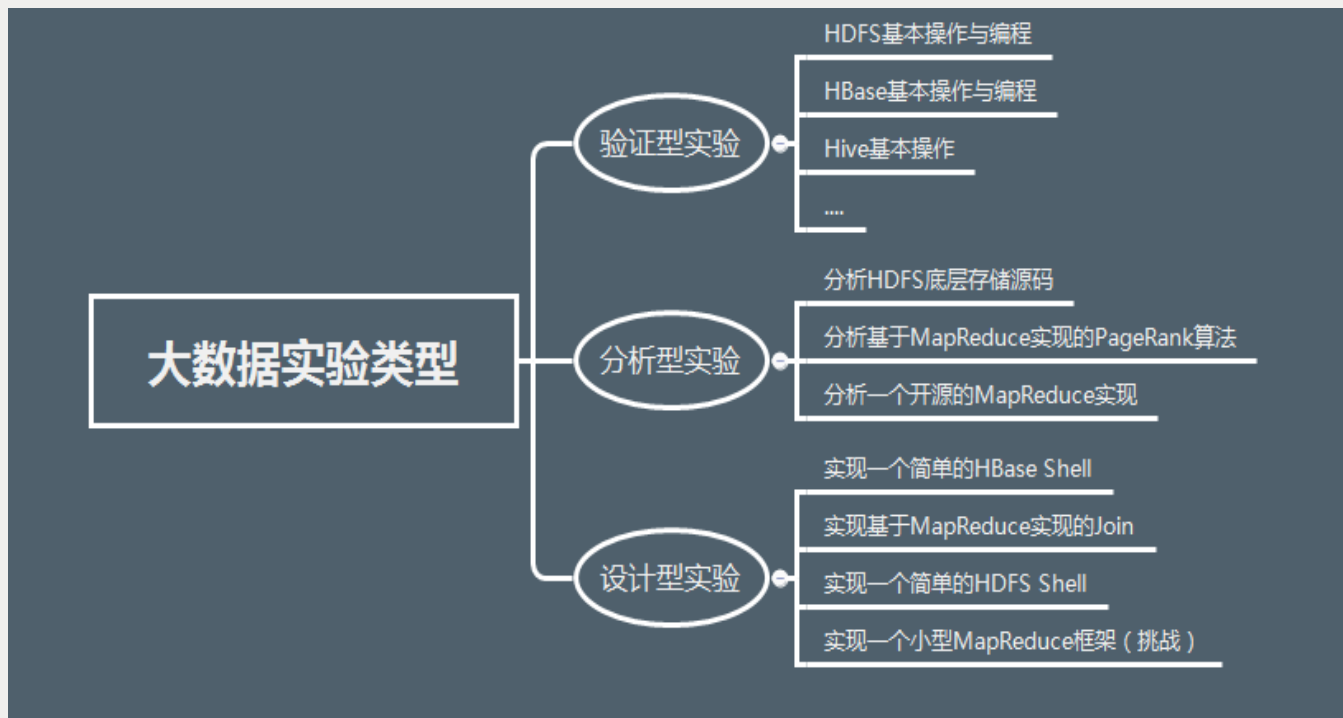 大数据实验类型
验证型实验
HDFS基本操作与编程
HBase基本操作与编程
Hive基本操作
....
分析型实验
分析HDFS底层存储源码
分析基于MapReduce实现的PageRank算法
分析一个开源的MapReduce实现
设计型实验
实现一个简单的HBase Shell
实现基于MapReduce实现的Join
实现一个简单的HDFS Shell
实现一个小型MapReduce框架（挑战）